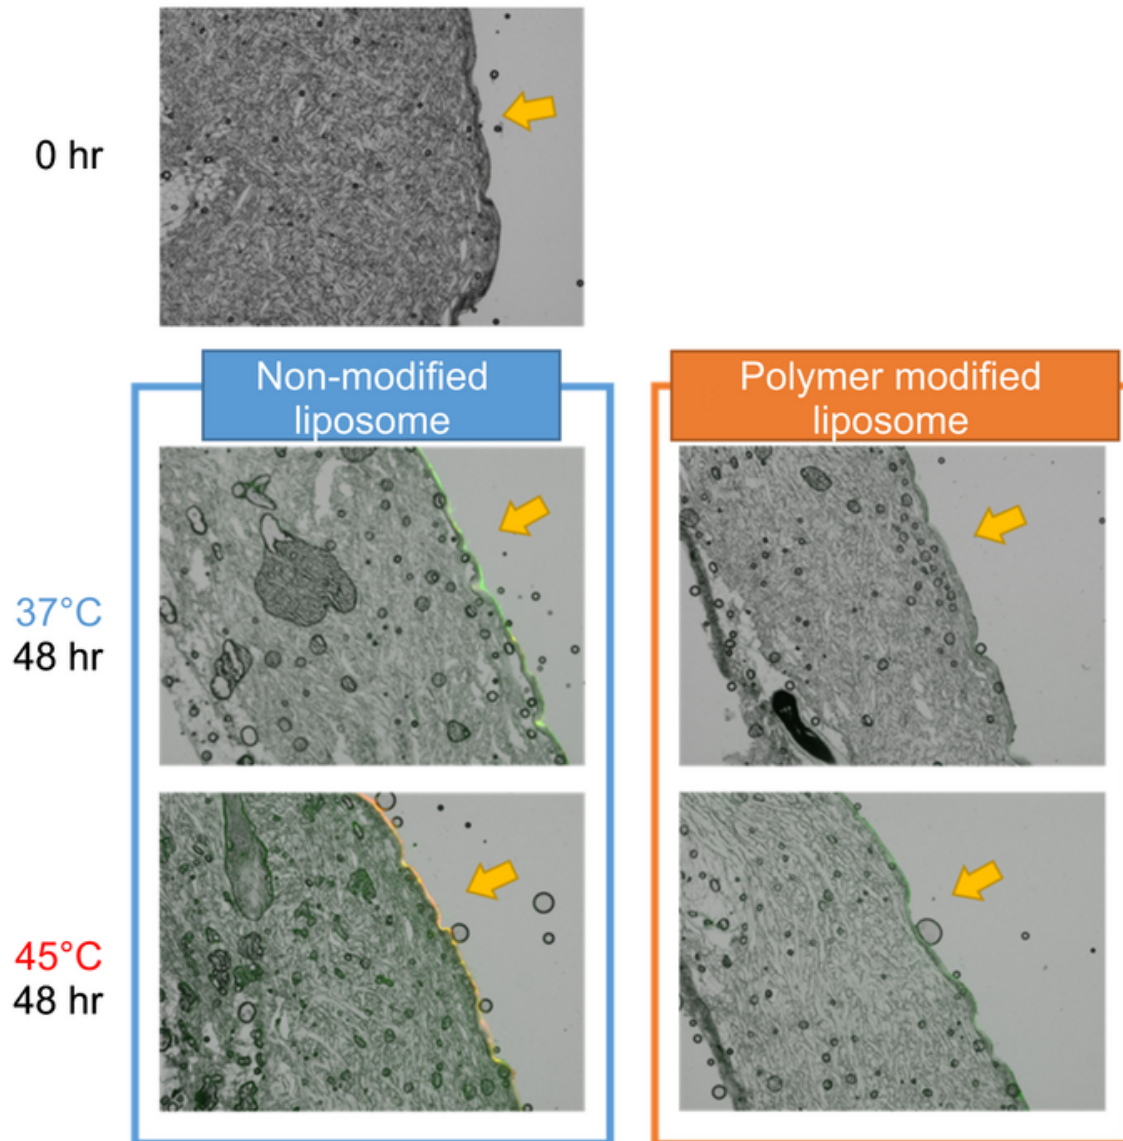 0 hr
Non-modified
liposome
Polymer modified
liposome
37°C
48 hr
45°C
48 hr